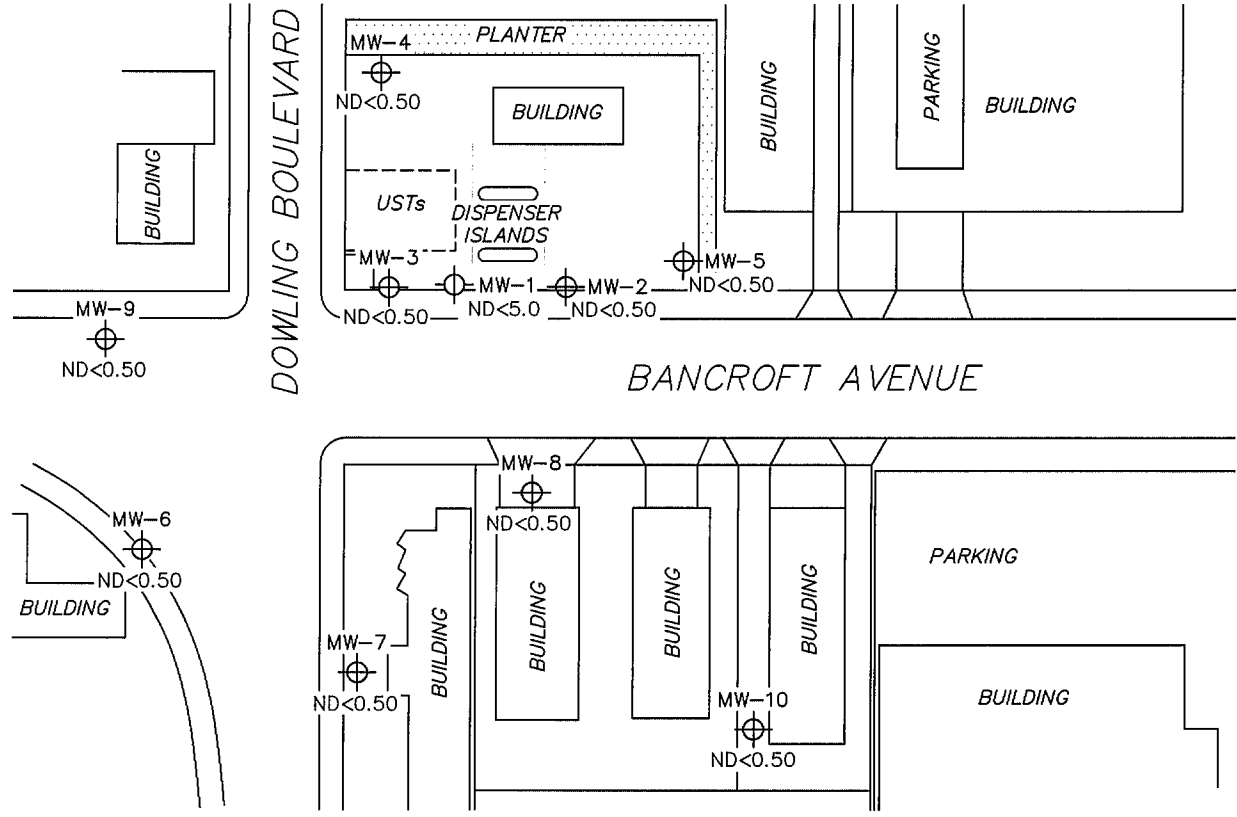 DOWLING BOULEVARD
PLANTER
MW-4
ND<0.50
BUILDING
BUILDING
PARKING
BUILDING
BUILDING
USTs
DISPENSER
ISLANDS
MW-3
ND<0.50
MW-1
ND<5.0
MW-2
ND<0.50
MW-5
ND<0.50
MW-9
ND<0.50
BANCROFT AVENUE
MW-8
ND<0.50
MW-6
ND<0.50
BUILDING
PARKING
BUILDING
BUILDING
BUILDING
BUILDING
MW-7
ND<0.50
MW-10
ND<0.50
BUILDING